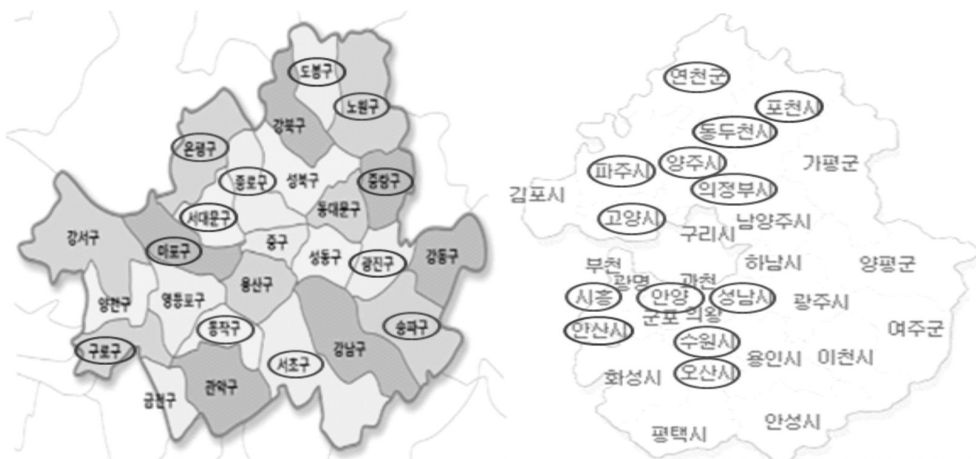 도봉구
노원구
강북구
은평구
종로구
성북구
중랑구
서대문구
동대문구
강서구
마포구
중구
성동구
광진구
강동구
양천구
영등포구
용산구
동작구
송파구
구로구
서초구
강남구
관악구
금천구
연천군
포천시
동두천시
양주시
가평군
파주시
의정부시
김포시
고양시
구리시
남양주시
부천
광명
과천
하남시
양평군
시흥
안양
성남시
광주시
군포
의왕
여주군
안산시
수원시
용인시
이천시
화성시
오산시
평택시
안성시